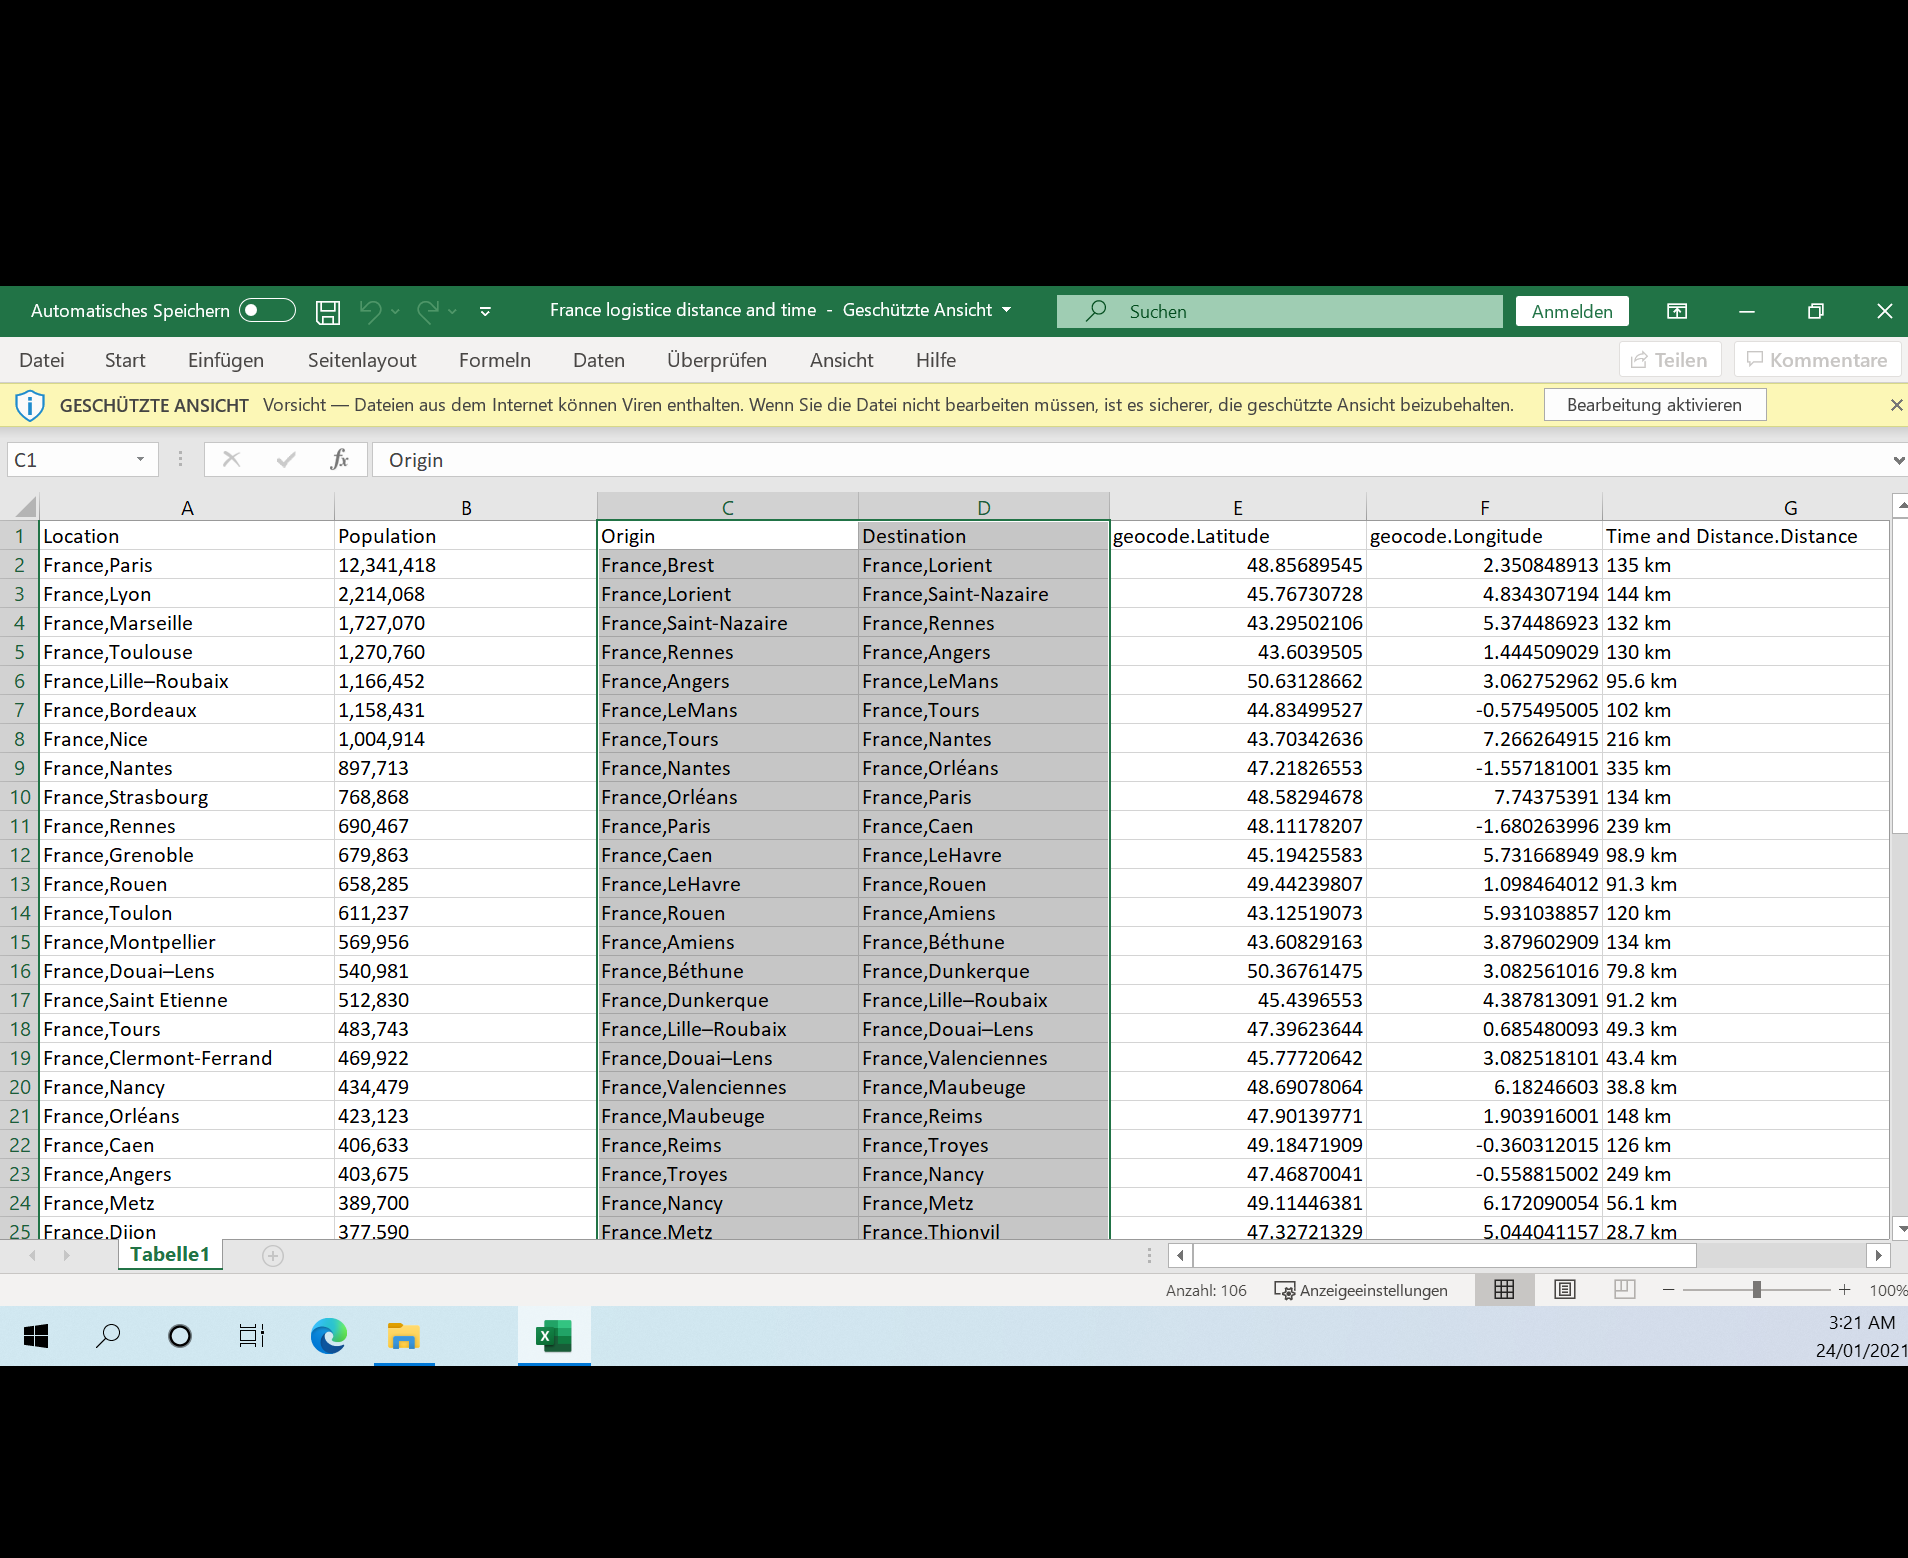 Automatisches Speichern France logistice distance and time - Geschützte Ansicht Suchen Anmelden
Datei Start Einfügen Seitenlayout Formeln Daten Überprüfen Ansicht Hilfe Teilen Kommentare
GESCHÜTZTE ANSICHT Vorsicht — Dateien aus dem Internet können Viren enthalten. Wenn Sie die Datei nicht bearbeiten müssen, ist es sicherer, die geschützte Ansicht beizubehalten. Bearbeitung aktivieren
C1 fx Origin
A B C D E F G
1 Location Population Origin Destination geocode.Latitude geocode.Longitude Time and Distance.Distance
2 France,Paris 12,341,418 France,Brest France,Lorient 48.85689545 2.350848913 135 km
3 France,Lyon 2,214,068 France,Lorient France,Saint-Nazaire 45.76730728 4.834307194 144 km
4 France,Marseille 1,727,070 France,Saint-Nazaire France,Rennes 43.29502106 5.374486923 132 km
5 France,Toulouse 1,270,760 France,Rennes France,Angers 43.6039505 1.444509029 130 km
6 France,Lille–Roubaix 1,166,452 France,Angers France,LeMans 50.63128662 3.062752962 95.6 km
7 France,Bordeaux 1,158,431 France,LeMans France,Tours 44.83499527 -0.575495005 102 km
8 France,Nice 1,004,914 France,Tours France,Nantes 43.70342636 7.266264915 216 km
9 France,Nantes 897,713 France,Nantes France,Orléans 47.21826553 -1.557181001 335 km
10 France,Strasbourg 768,868 France,Orléans France,Paris 48.58294678 7.74375391 134 km
11 France,Rennes 690,467 France,Paris France,Caen 48.11178207 -1.680263996 239 km
12 France,Grenoble 679,863 France,Caen France,LeHavre 45.19425583 5.731668949 98.9 km
13 France,Rouen 658,285 France,LeHavre France,Rouen 49.44239807 1.098464012 91.3 km
14 France,Toulon 611,237 France,Rouen France,Amiens 43.12519073 5.931038857 120 km
15 France,Montpellier 569,956 France,Amiens France,Béthune 43.60829163 3.879602909 134 km
16 France,Douai–Lens 540,981 France,Béthune France,Dunkerque 50.36761475 3.082561016 79.8 km
17 France,Saint Etienne 512,830 France,Dunkerque France,Lille–Roubaix 45.4396553 4.387813091 91.2 km
18 France,Tours 483,743 France,Lille–Roubaix France,Douai–Lens 47.39623644 0.685480093 49.3 km
19 France,Clermont-Ferrand 469,922 France,Douai–Lens France,Valenciennes 45.77720642 3.082518101 43.4 km
20 France,Nancy 434,479 France,Valenciennes France,Maubeuge 48.69078064 6.18246603 38.8 km
21 France,Orléans 423,123 France,Maubeuge France,Reims 47.90139771 1.903916001 148 km
22 France,Caen 406,633 France,Reims France,Troyes 49.18471909 -0.360312015 126 km
23 France,Angers 403,675 France,Troyes France,Nancy 47.46870041 -0.558815002 249 km
24 France,Metz 389,700 France,Nancy France,Metz 49.11446381 6.172090054 56.1 km
25 France,Dijon 377,590 France,Metz France,Thionvil 47.32721329 5.044041157 28.7 km
Tabelle1
Anzahl: 106 Anzeigeeinstellungen 100%
3:21 AM
24/01/2021